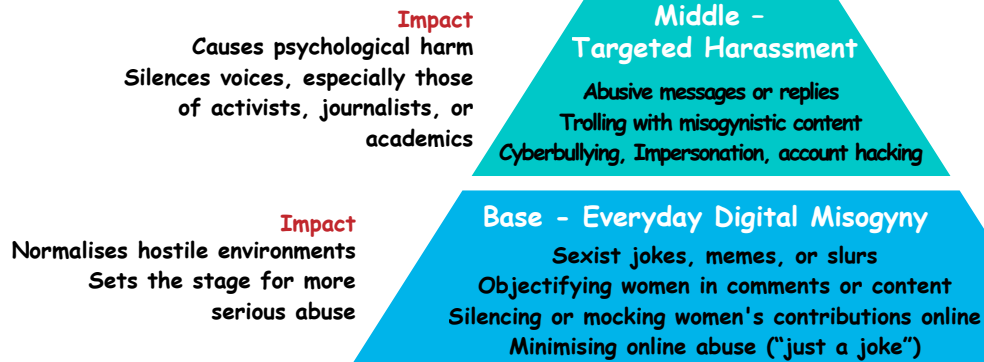 Impact
Causes psychological harm
Silences voices, especially those
of activists, journalists, or
academics
Middle –
Targeted Harassment
Abusive messages or replies
Trolling with misogynistic content
Cyberbullying, Impersonation, account hacking
Impact
Normalises hostile environments
Sets the stage for more
serious abuse
Base - Everyday Digital Misogyny
Sexist jokes, memes, or slurs
Objectifying women in comments or content
Silencing or mocking women's contributions online
Minimising online abuse (“just a joke”)